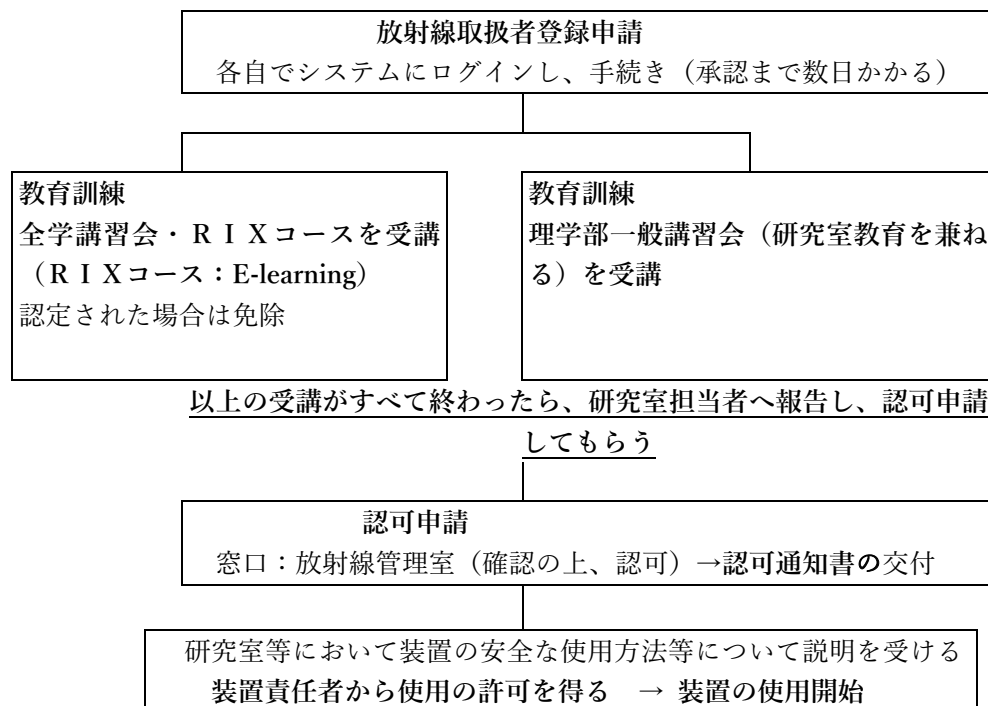 放射線取扱者登録申請
各自でシステムにログインし、手続き（承認まで数日かかる）
教育訓練
全学講習会・ＲＩＸコースを受講
（ＲＩＸコース：E-learning）
認定された場合は免除
教育訓練
理学部一般講習会（研究室教育を兼ね
る）を受講
以上の受講がすべて終わったら、研究室担当者へ報告し、認可申請
してもらう
認可申請
窓口：放射線管理室（確認の上、認可）→認可通知書の交付
研究室等において装置の安全な使用方法等について説明を受ける
装置責任者から使用の許可を得る　→ 装置の使用開始